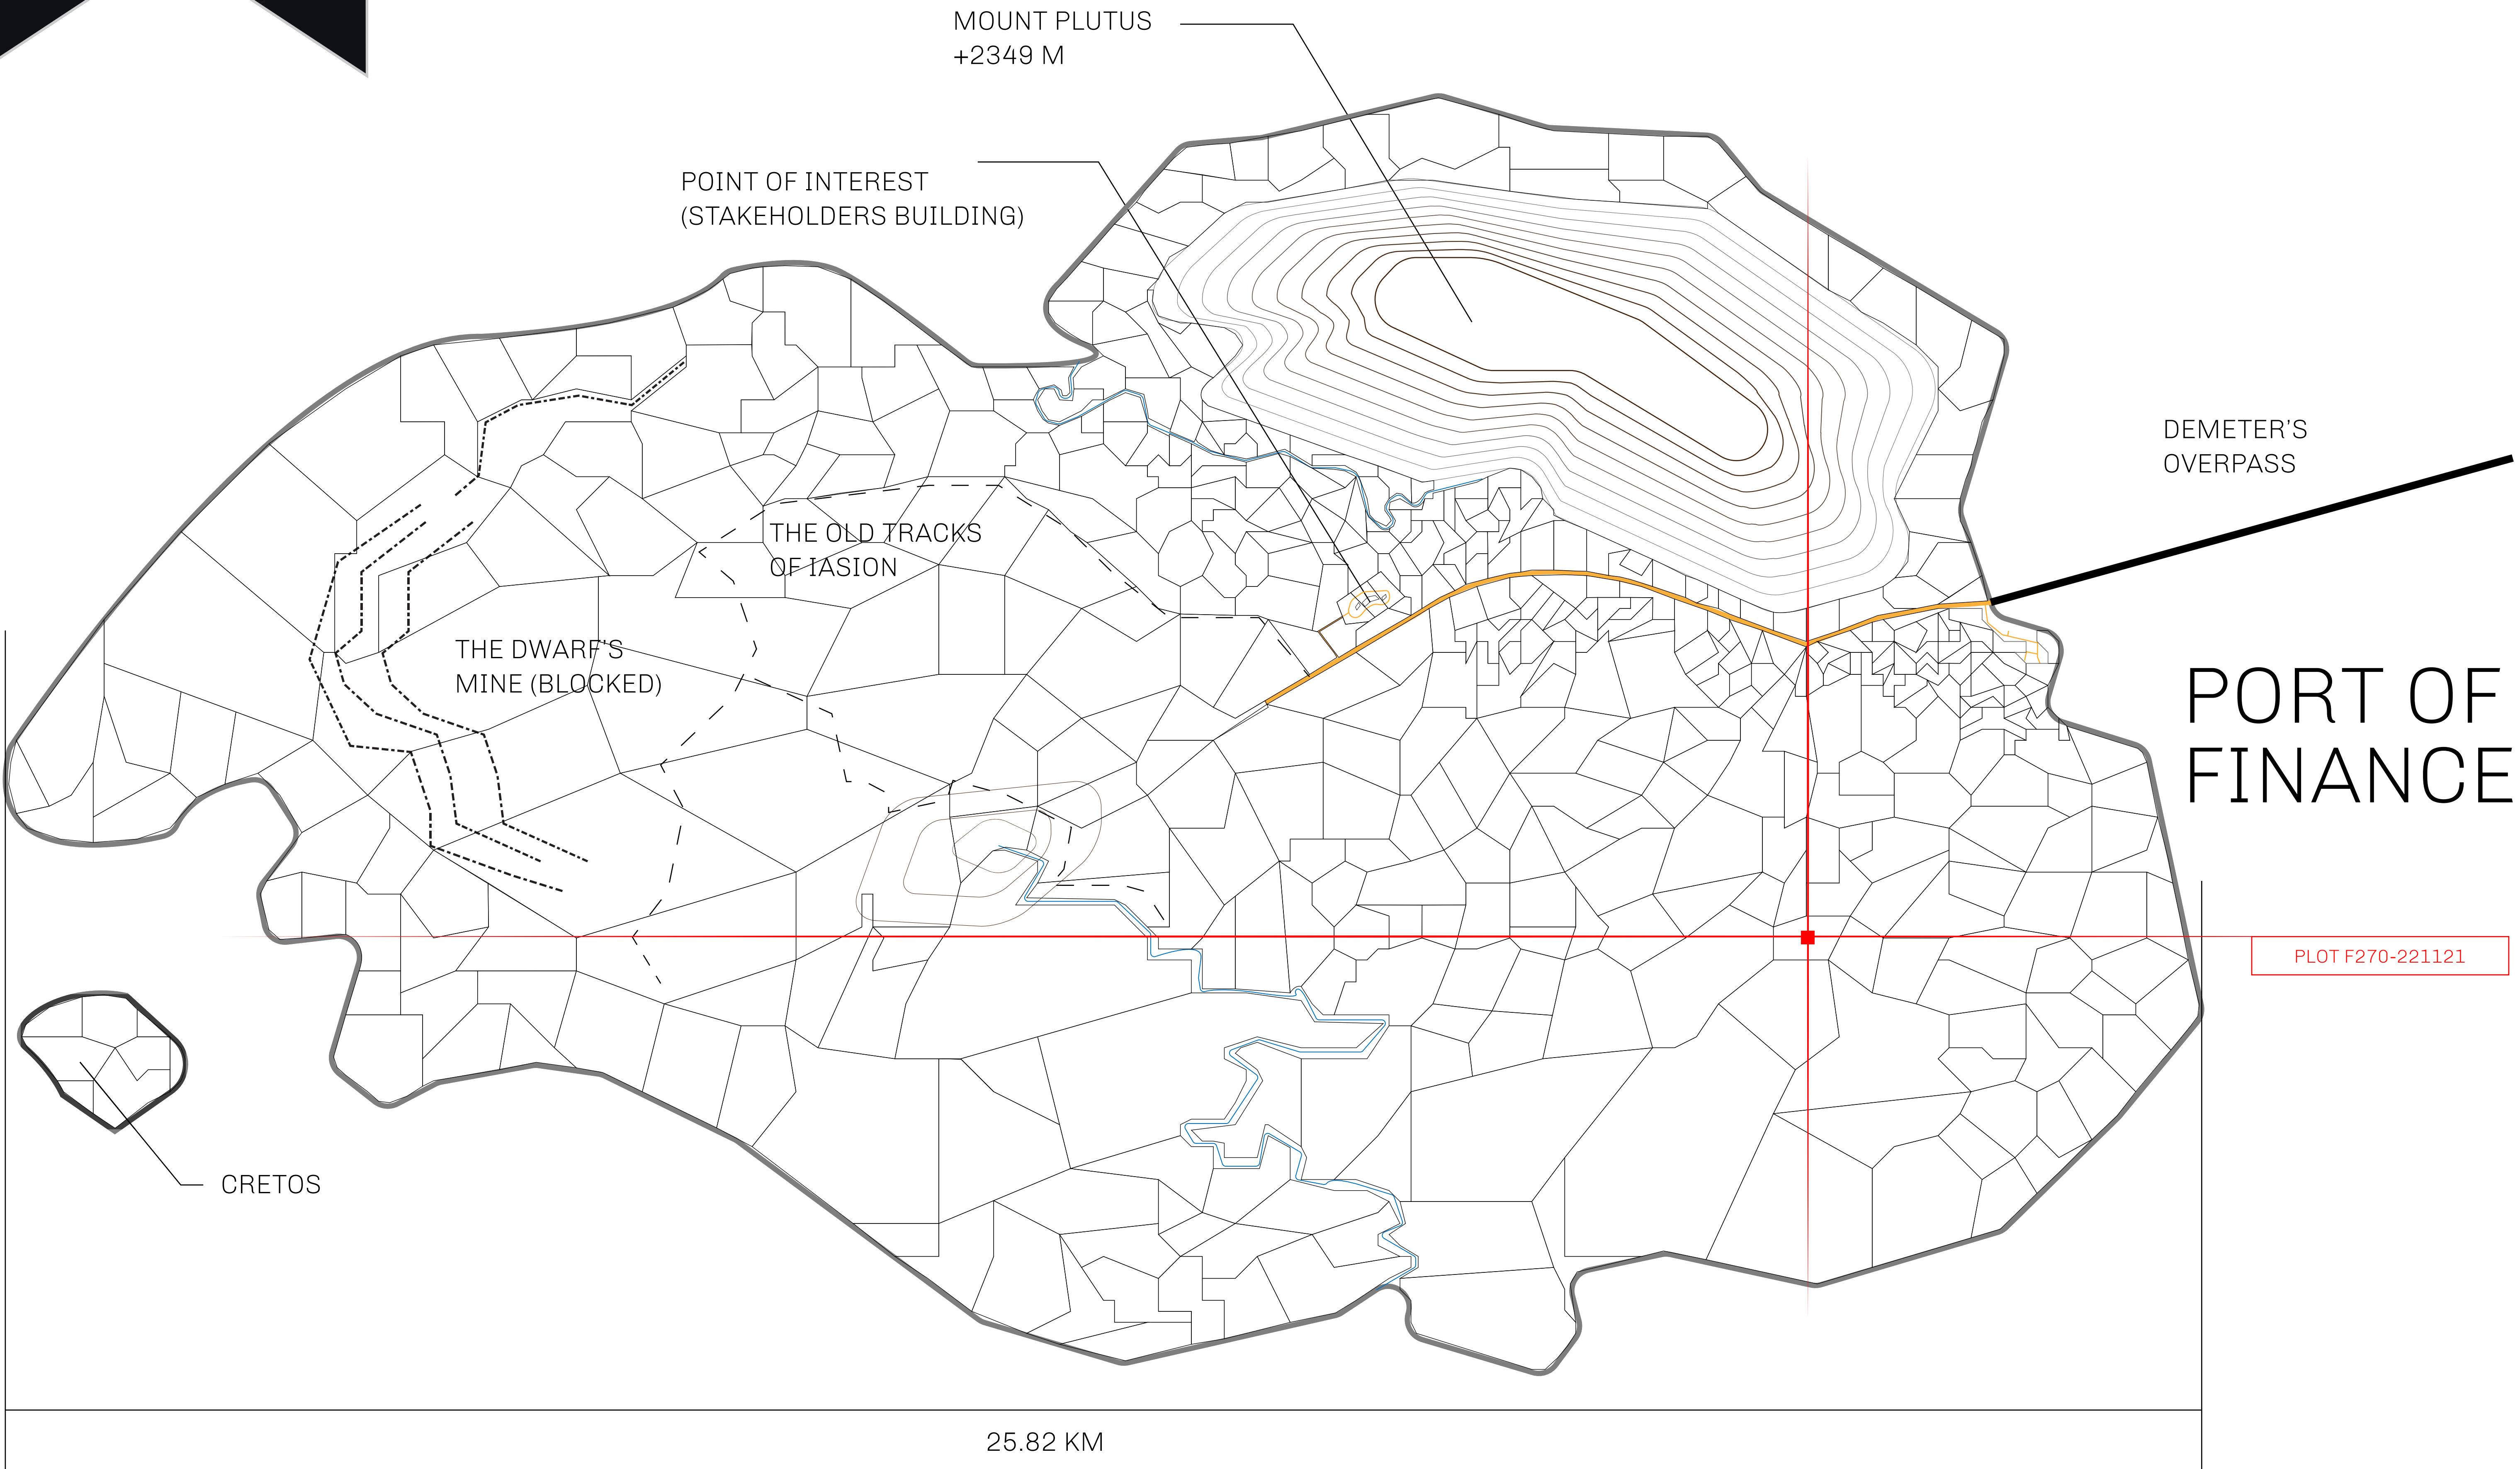 MOUNT PLUTUS
+2349 M
POINT OF INTEREST
(STAKEHOLDERS BUILDING)
DEMETER'S
OVERPASS
THE OLD TRACKS
OF IASION
THE DWARF'S
MINE (BLOCKED)
PORT OF
FINANCE
PLOT F270-221121
CRETOS
25.82 KM